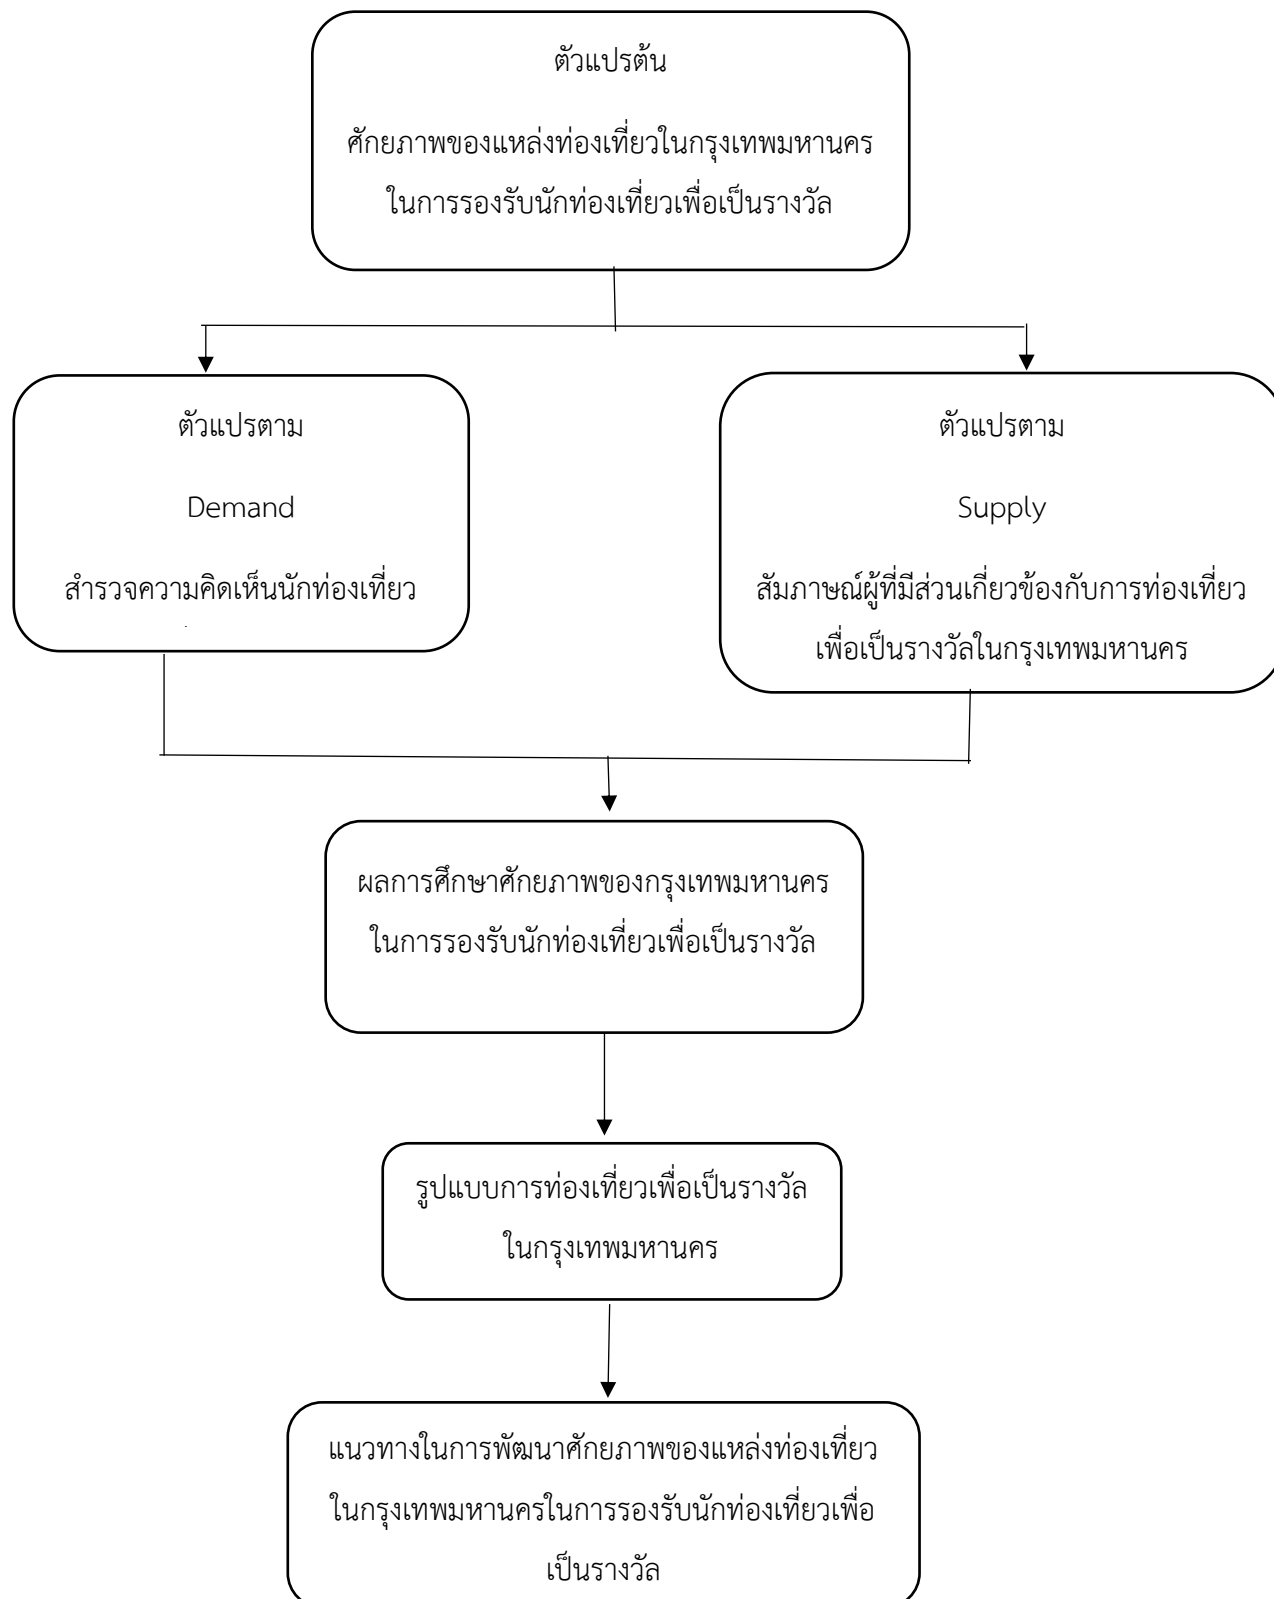 ตัวแปรต้น
ศักยภาพของแหล่งท่องเที่ยวในกรุงเทพมหานคร
ในการรองรับนักท่องเที่ยวเพื่อเป็นรางวัล
ตัวแปรตาม
Demand
สำรวจความคิดเห็นนักท่องเที่ยว
ตัวแปรตาม
Supply
สัมภาษณ์ผู้ที่มีส่วนเกี่ยวข้องกับการท่องเที่ยว
เพื่อเป็นรางวัลในกรุงเทพมหานคร
ผลการศึกษาศักยภาพของกรุงเทพมหานคร
ในการรองรับนักท่องเที่ยวเพื่อเป็นรางวัล
รูปแบบการท่องเที่ยวเพื่อเป็นรางวัล
ในกรุงเทพมหานคร
แนวทางในการพัฒนาศักยภาพของแหล่งท่องเที่ยว
ในกรุงเทพมหานครในการรองรับนักท่องเที่ยวเพื่อ
เป็นรางวัล